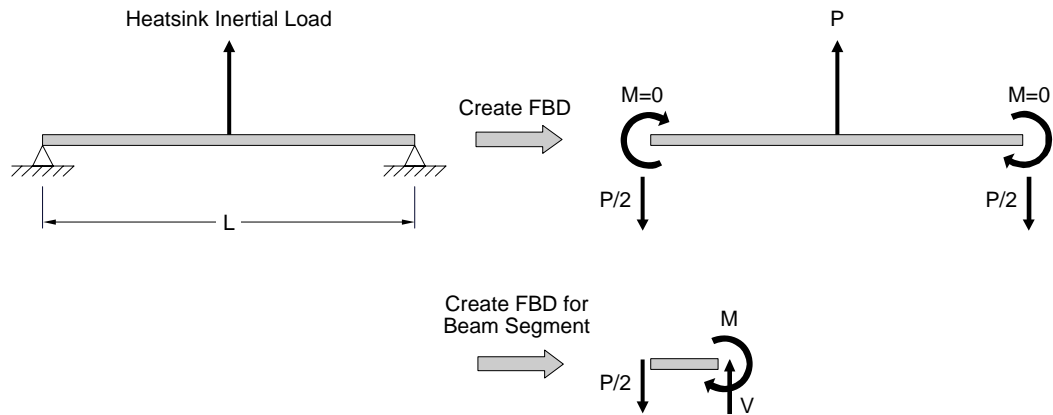 Heatsink Inertial Load
P
Create FBD
M=0
M=0
P/2
P/2
L
Create FBD for
Beam Segment
M
P/2
V